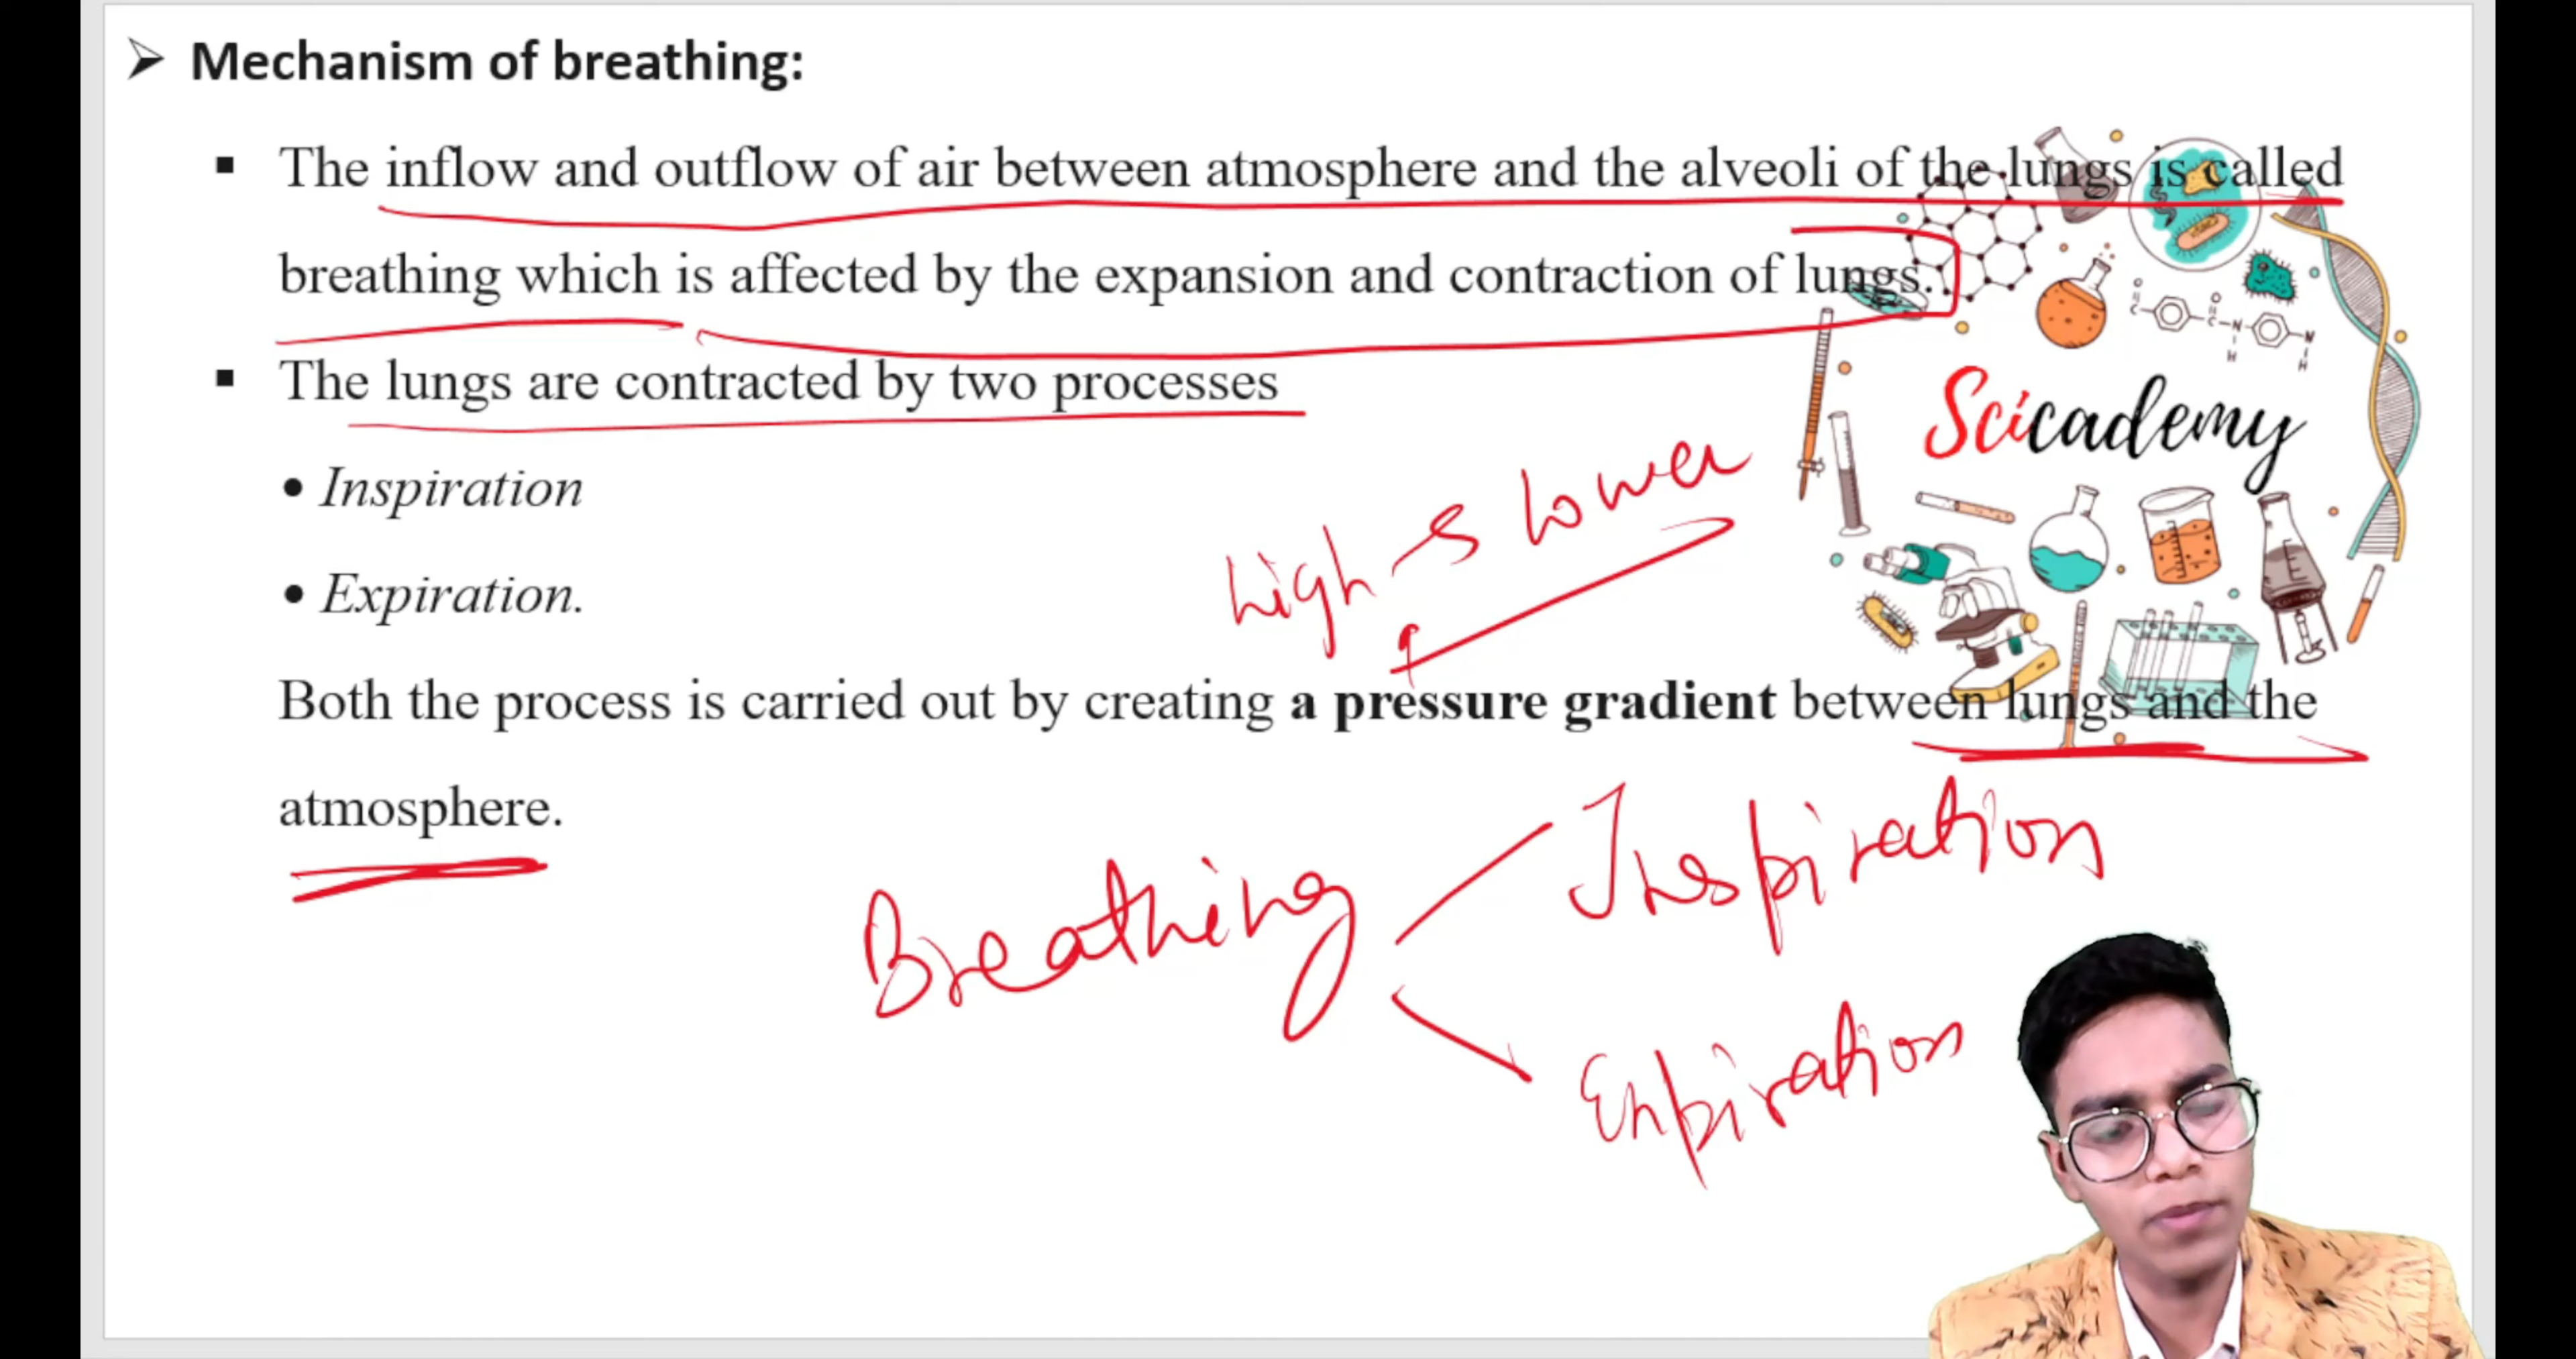 ➤ Mechanism of breathing:
▪ The inflow and outflow of air between atmosphere and the alveoli of the lungs is called
breathing which is affected by the expansion and contraction of lungs.
▪ The lungs are contracted by two processes
Scicademy
• Inspiration
high → lower
• Expiration.
Both the process is carried out by creating a pressure gradient between lungs and the
atmosphere.
Breathing
Inspiration
Expiration